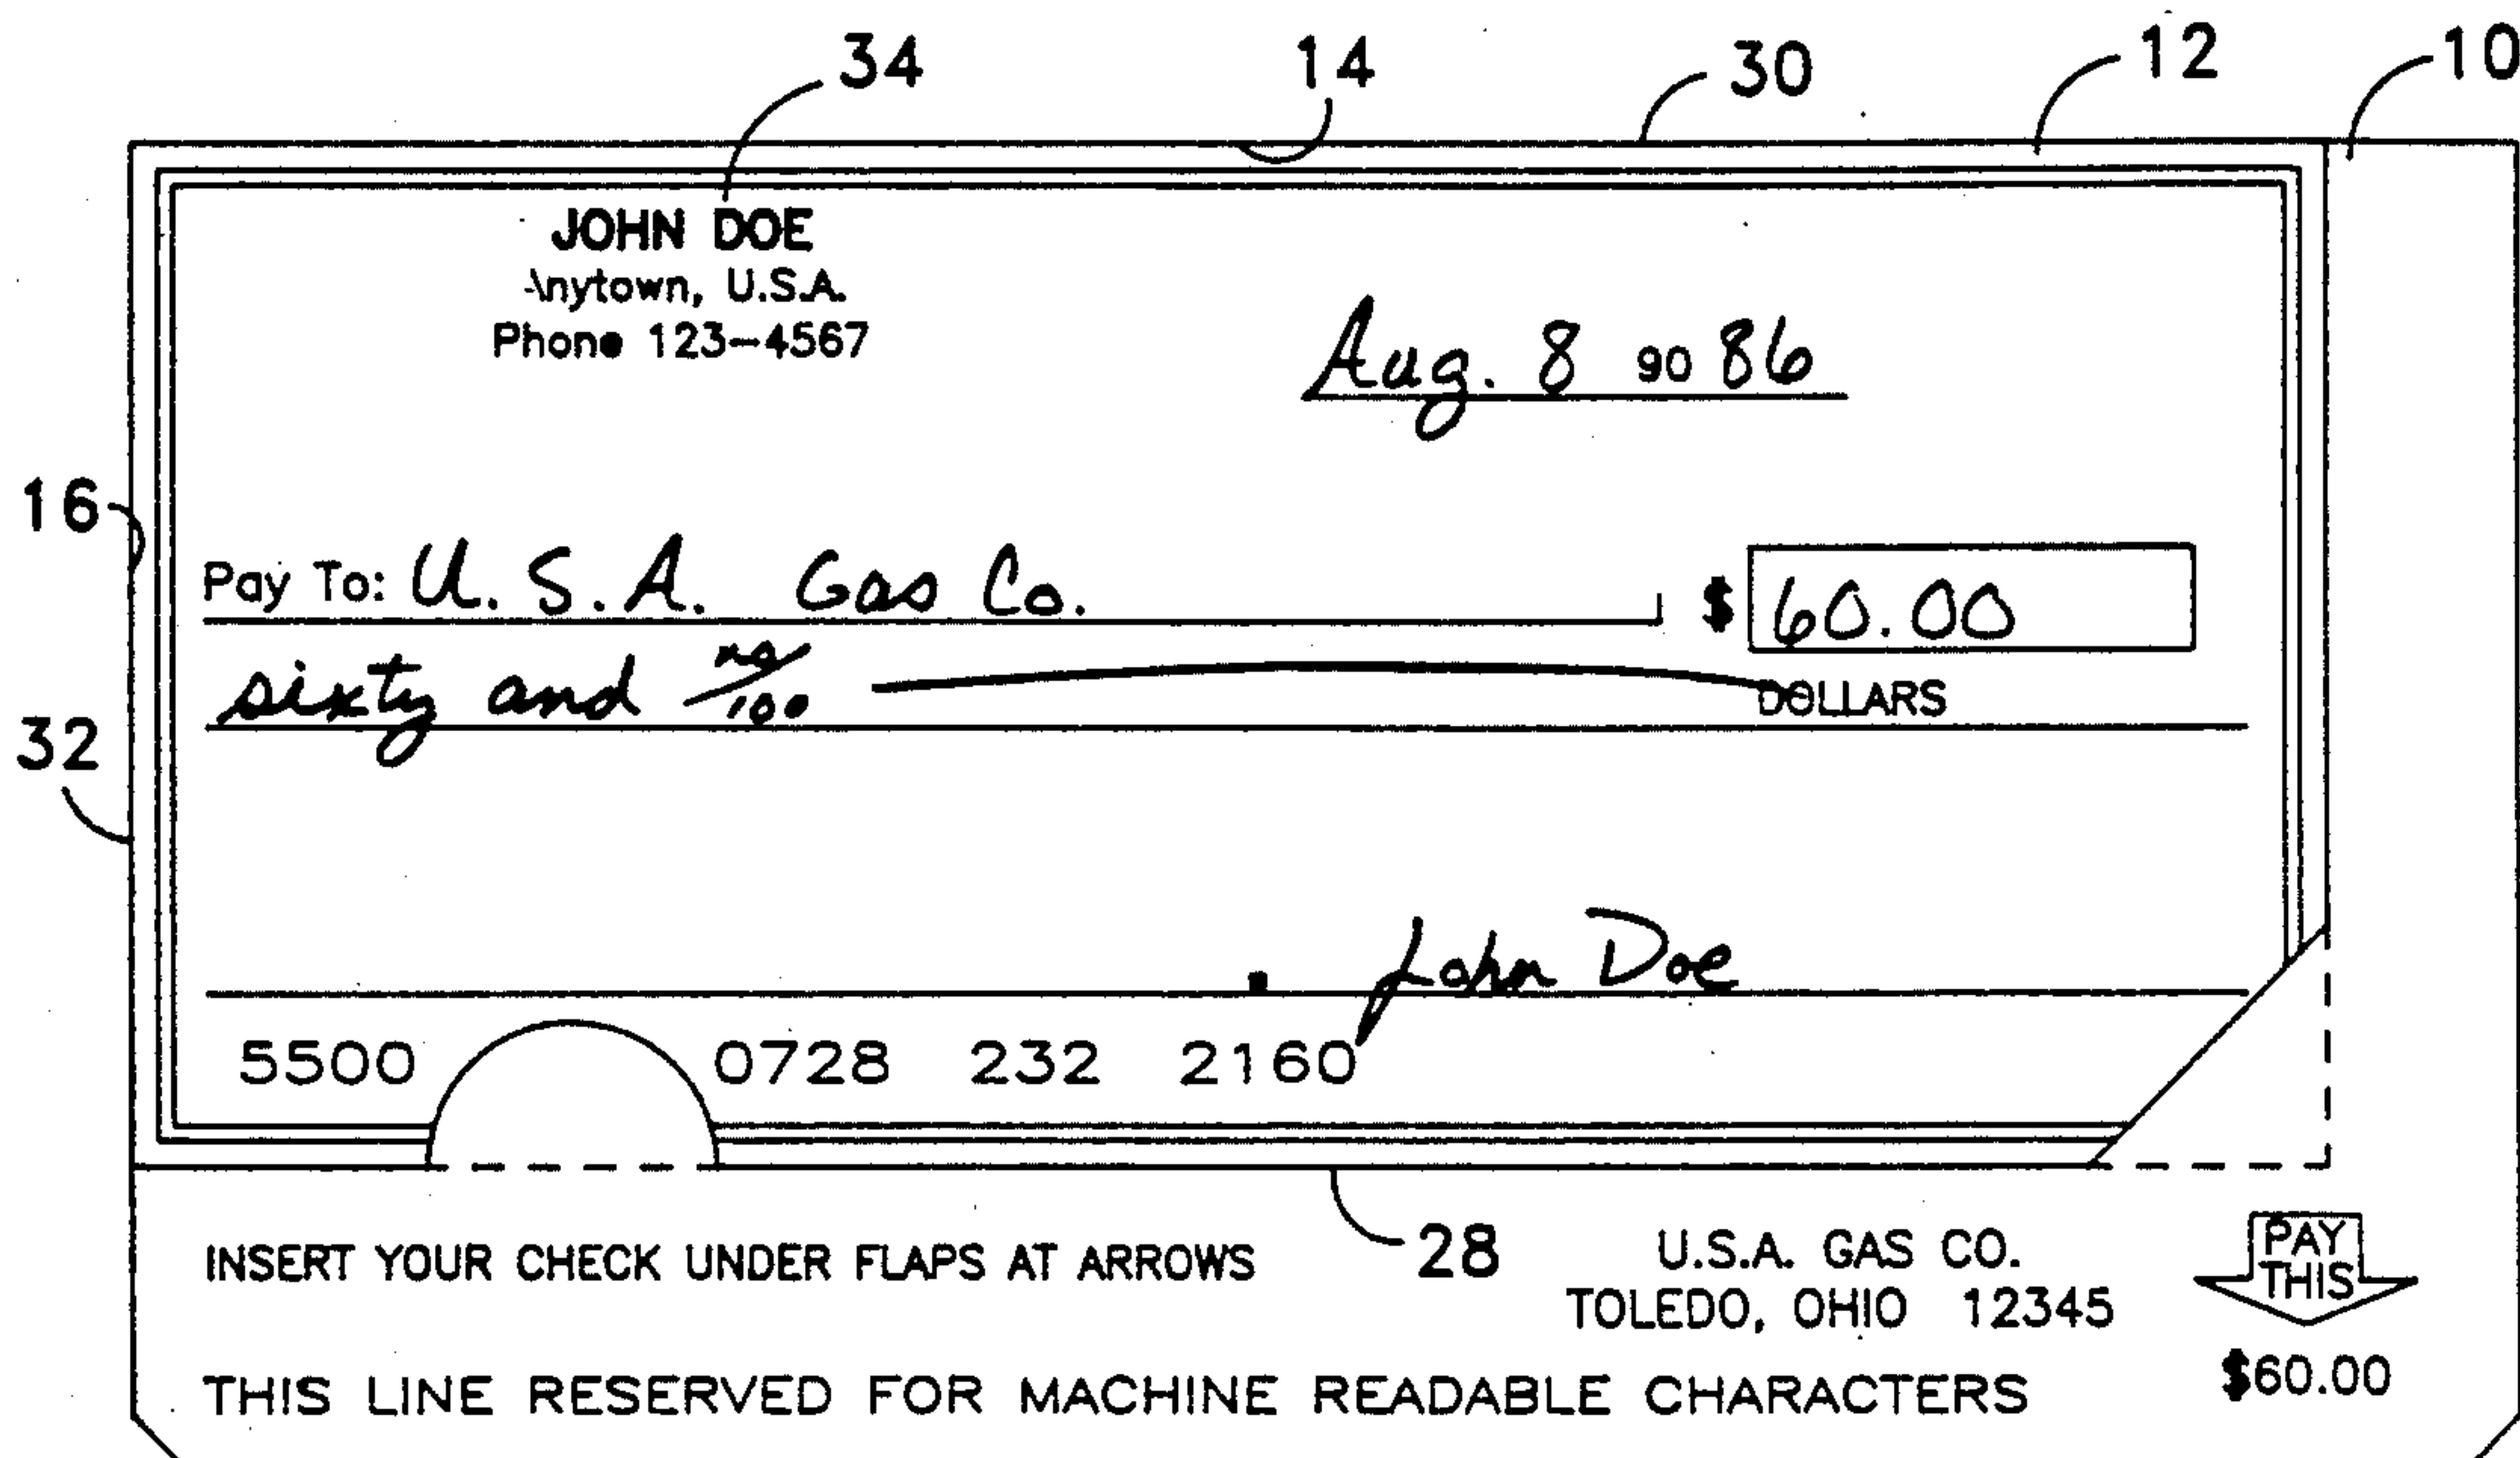 34 14 30 12 10
JOHN DOE
Anytown, U.S.A.
Phone 123-4567
Aug. 8 90 86
16
Pay To: U. S. A. Gas Co. $ 60.00
sixty and no/100 DOLLARS
32
John Doe
5500 0728 232 2160
28
INSERT YOUR CHECK UNDER FLAPS AT ARROWS
U.S.A. GAS CO.
TOLEDO, OHIO 12345
PAY
THIS
$60.00
THIS LINE RESERVED FOR MACHINE READABLE CHARACTERS